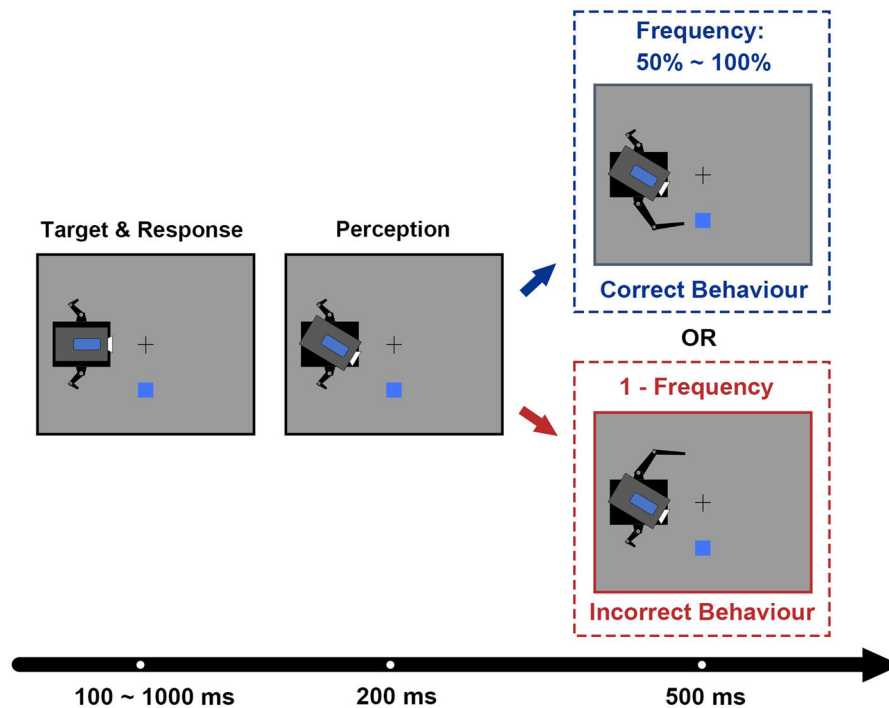 Frequency:
50% ~ 100%
Target & Response
Perception
Correct Behaviour
OR
1 - Frequency
Incorrect Behaviour
100 ~ 1000 ms
200 ms
500 ms